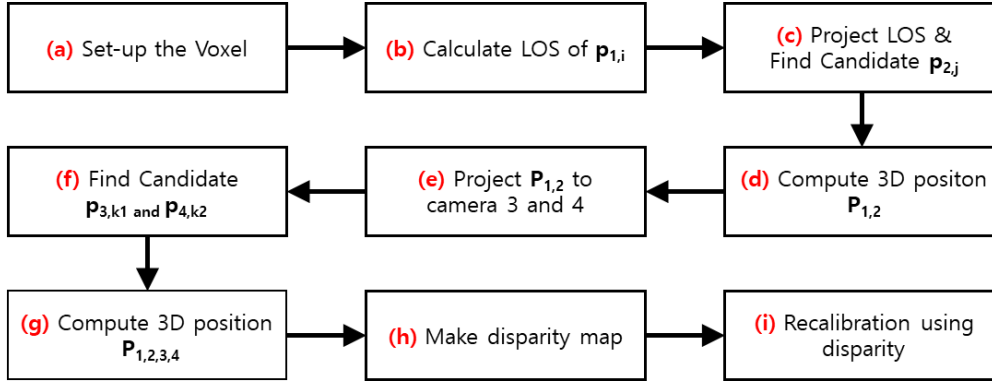 (a) Set-up the Voxel
(b) Calculate LOS of p1,i
(c) Project LOS &
Find Candidate p2,j
(f) Find Candidate
p3,k1 and p4,k2
(e) Project P1,2 to
camera 3 and 4
(d) Compute 3D positon
P1,2
(g) Compute 3D position
P1,2,3,4
(h) Make disparity map
(i) Recalibration using
disparity